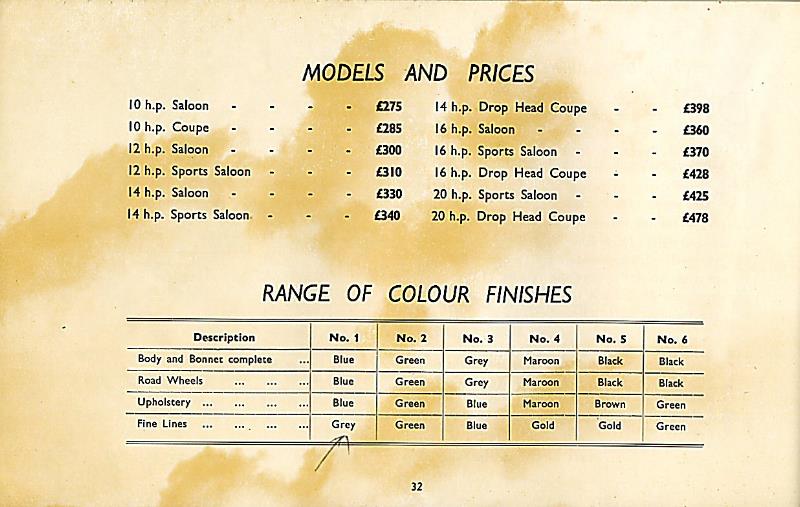 MODELS AND PRICES
10 h.p. Saloon - - - - £275
10 h.p. Coupe - - - - £285
12 h.p. Saloon - - - - £300
12 h.p. Sports Saloon - - - £310
14 h.p. Saloon - - - - £330
14 h.p. Sports Saloon - - - £340
14 h.p. Drop Head Coupe - - £398
16 h.p. Saloon - - - - £360
16 h.p. Sports Saloon - - - £370
16 h.p. Drop Head Coupe - - £428
20 h.p. Sports Saloon - - - £425
20 h.p. Drop Head Coupe - - £478
RANGE OF COLOUR FINISHES
Description No. 1 No. 2 No. 3 No. 4 No. 5 No. 6
Body and Bonnet complete ... Blue Green Grey Maroon Black Black
Road Wheels ... ... ... Blue Green Grey Maroon Black Black
Upholstery ... ... ... ... Blue Green Blue Maroon Brown Green
Fine Lines ... ... ... ... Grey Green Blue Gold Gold Green
32